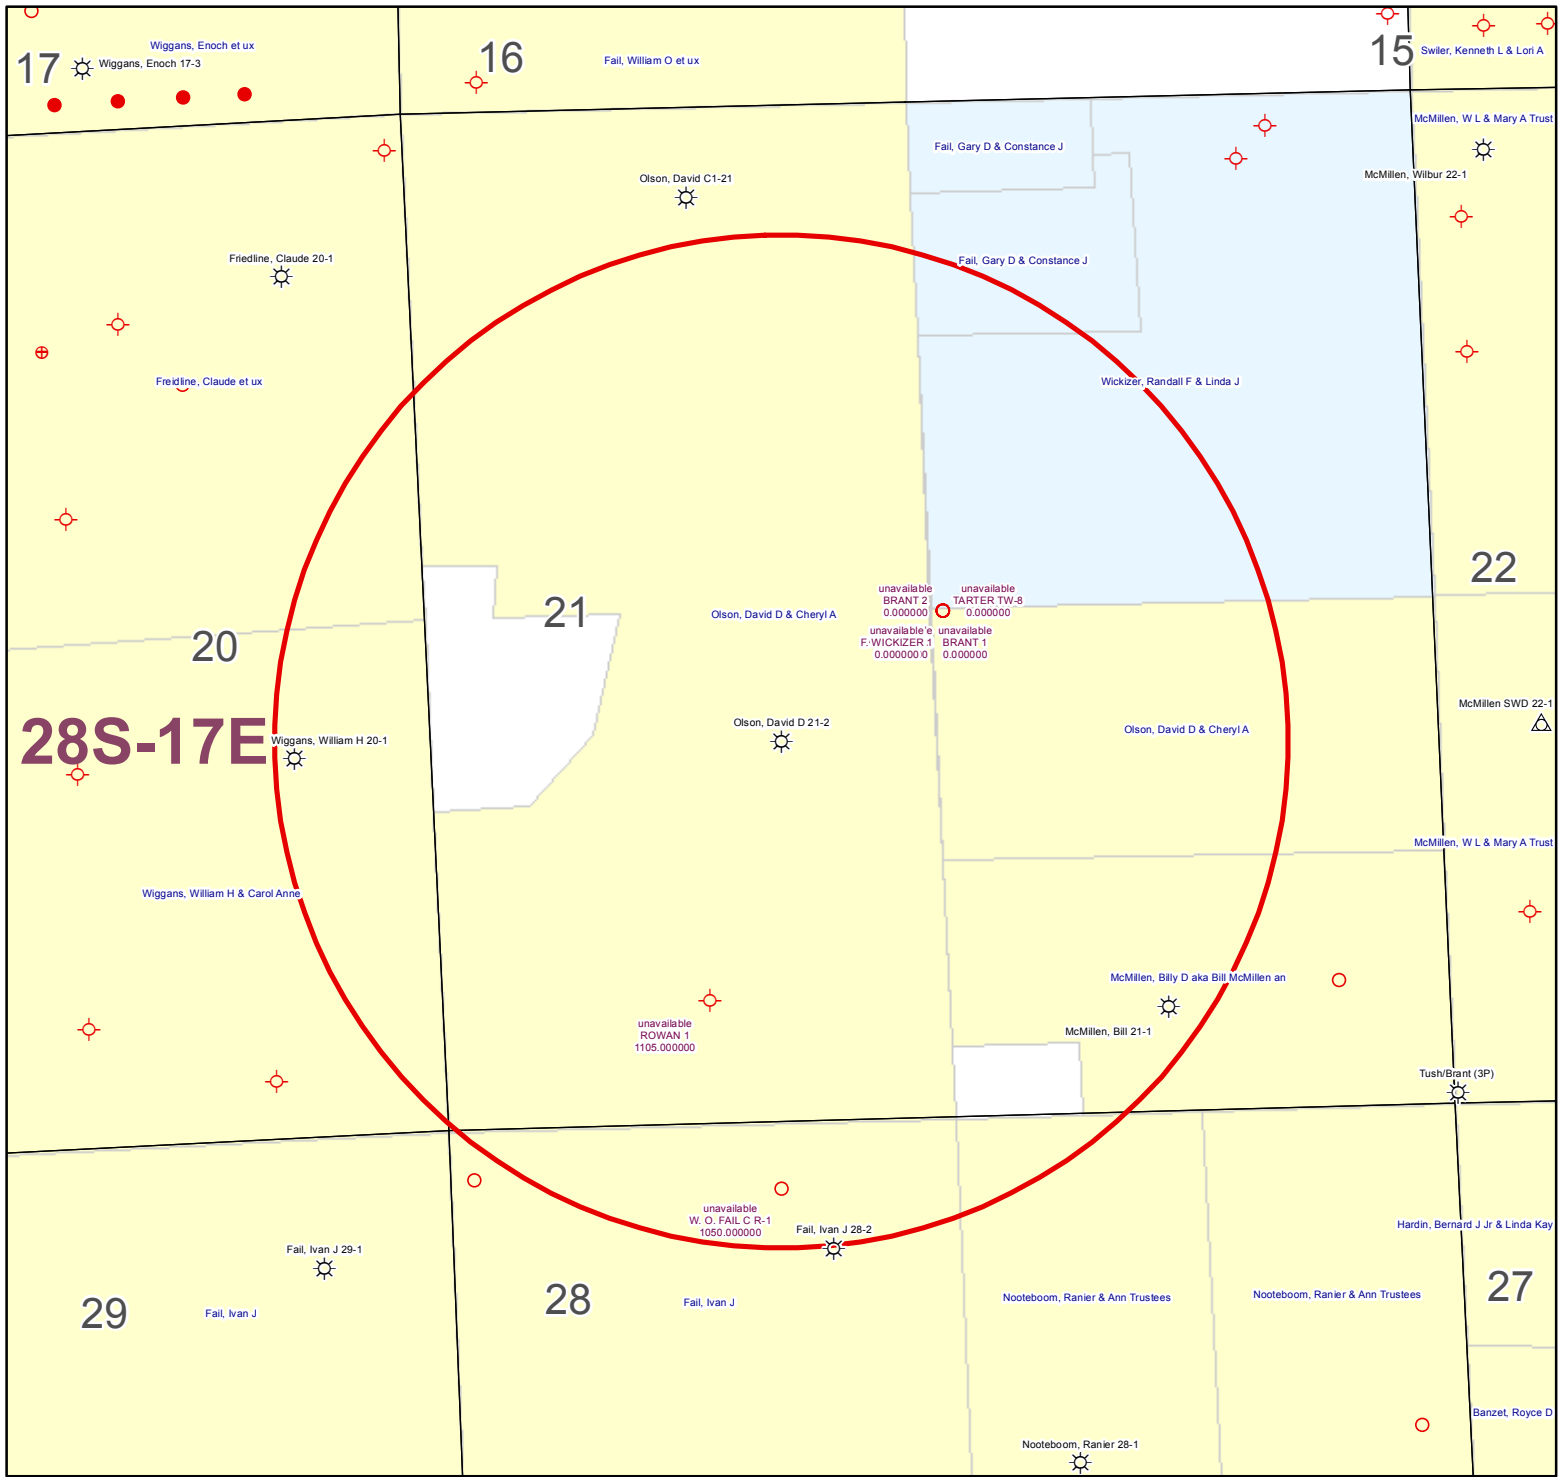 Wiggans, Enoch et ux
17
Wiggans, Enoch 17-3
16
Fail, William O et ux
15
Swiler, Kenneth L & Lori A
McMillen, W L & Mary A Trust
Fail, Gary D & Constance J
McMillen, Wilbur 22-1
Olson, David C1-21
Friedline, Claude 20-1
Fail, Gary D & Constance J
Freidline, Claude et ux
Wickizer, Randall F & Linda J
22
unavailable
BRANT 2
0.000000
unavailable
TARTER TW-8
0.000000
21
Olson, David D & Cheryl A
unavailable
F. WICKIZER 1
0.000000
unavailable
BRANT 1
0.000000
20
28S-17E
Wiggans, William H 20-1
Olson, David D 21-2
Olson, David D & Cheryl A
McMillen SWD 22-1
McMillen, W L & Mary A Trust
Wiggans, William H & Carol Anne
McMillen, Billy D aka Bill McMillen an
McMillen, Bill 21-1
unavailable
ROWAN 1
1105.000000
Tush/Brant (3P)
unavailable
W. O. FAIL C R-1
1050.000000
Fail, Ivan J 28-2
Hardin, Bernard J Jr & Linda Kay
Fail, Ivan J 29-1
29
Fail, Ivan J
28
Fail, Ivan J
Nooteboom, Ranier & Ann Trustees
Nooteboom, Ranier & Ann Trustees
27
Banzet, Royce D
Nooteboom, Ranier 28-1